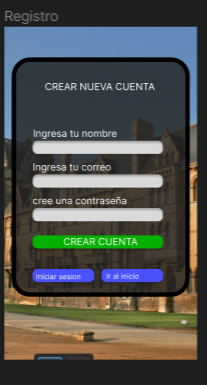 Registro
CREAR NUEVA CUENTA
Ingresa tu nombre
Ingresa tu correo
cree una contraseña
CREAR CUENTA
Iniciar sesion
Ir al inicio